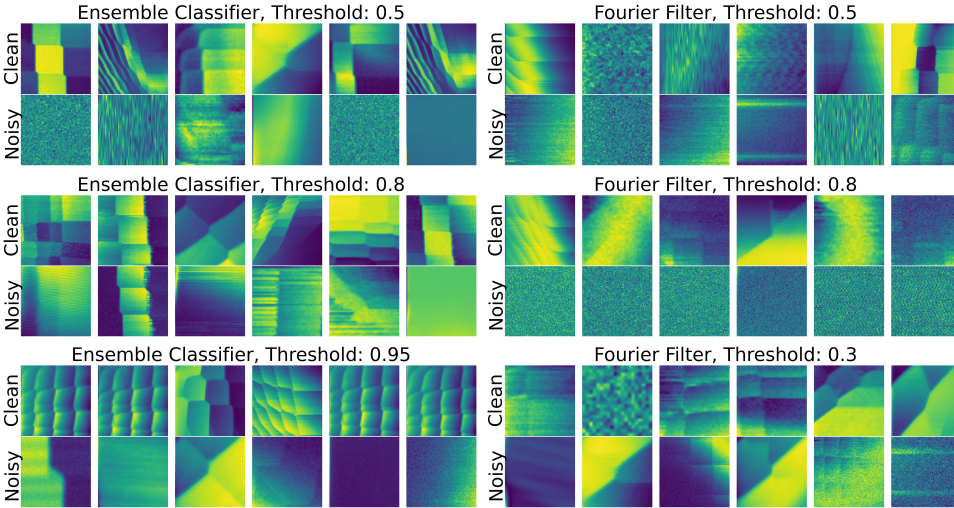 Ensemble Classifier, Threshold: 0.5
Clean
Noisy
Fourier Filter, Threshold: 0.5
Clean
Noisy
Ensemble Classifier, Threshold: 0.8
Clean
Noisy
Fourier Filter, Threshold: 0.8
Clean
Noisy
Ensemble Classifier, Threshold: 0.95
Clean
Noisy
Fourier Filter, Threshold: 0.3
Clean
Noisy